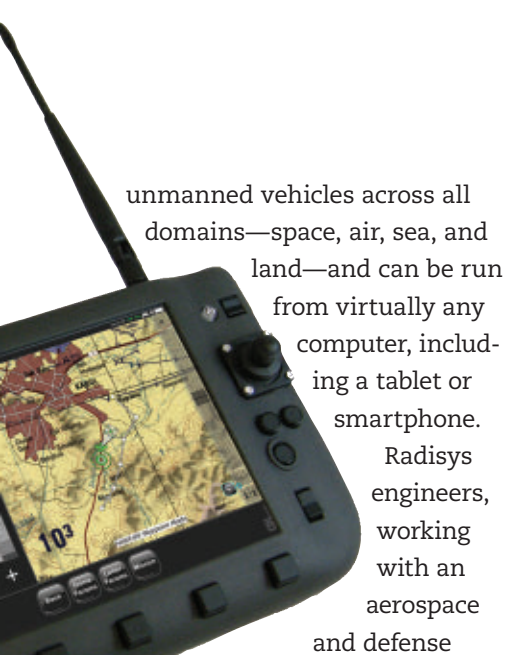 unmanned vehicles across all
domains—space, air, sea, and
land—and can be run
from virtually any
computer, includ-
ing a tablet or
smartphone.
Radisys
engineers,
working
with an
aerospace
and defense
10³